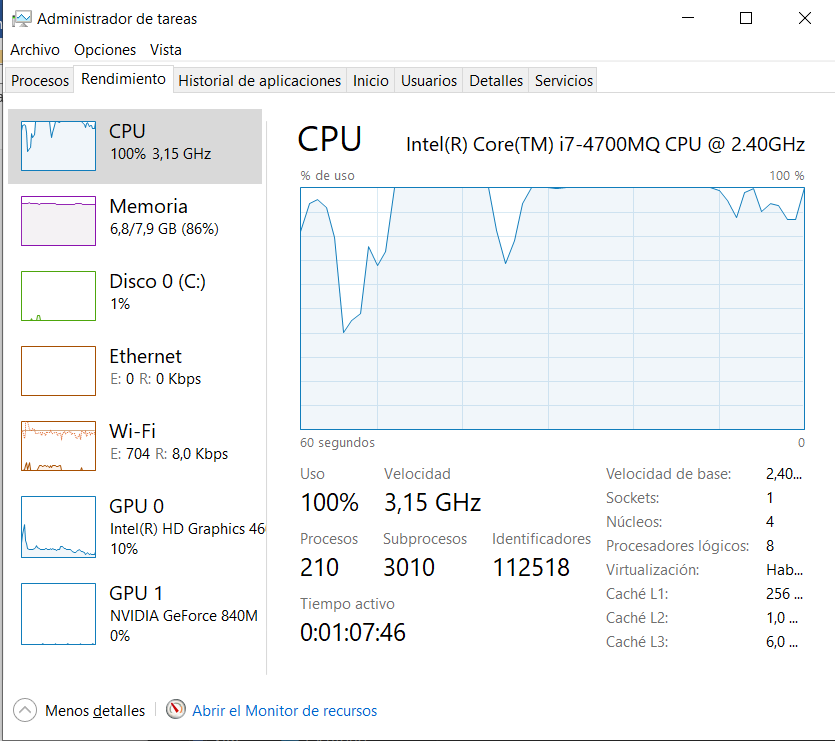 Administrador de tareas
Archivo Opciones Vista
Procesos Rendimiento Historial de aplicaciones Inicio Usuarios Detalles Servicios
CPU
100% 3,15 GHz
Memoria
6,8/7,9 GB (86%)
Disco 0 (C:)
1%
Ethernet
E: 0 R: 0 Kbps
Wi-Fi
E: 704 R: 8,0 Kbps
GPU 0
Intel(R) HD Graphics 46
10%
GPU 1
NVIDIA GeForce 840M
0%
CPU Intel(R) Core(TM) i7-4700MQ CPU @ 2.40GHz
% de uso 100 %
60 segundos 0
Uso Velocidad
100% 3,15 GHz
Procesos Subprocesos Identificadores
210 3010 112518
Tiempo activo
0:01:07:46
Velocidad de base: 2,40...
Sockets: 1
Núcleos: 4
Procesadores lógicos: 8
Virtualización: Hab...
Caché L1: 256 ...
Caché L2: 1,0 ...
Caché L3: 6,0 ...
Menos detalles Abrir el Monitor de recursos